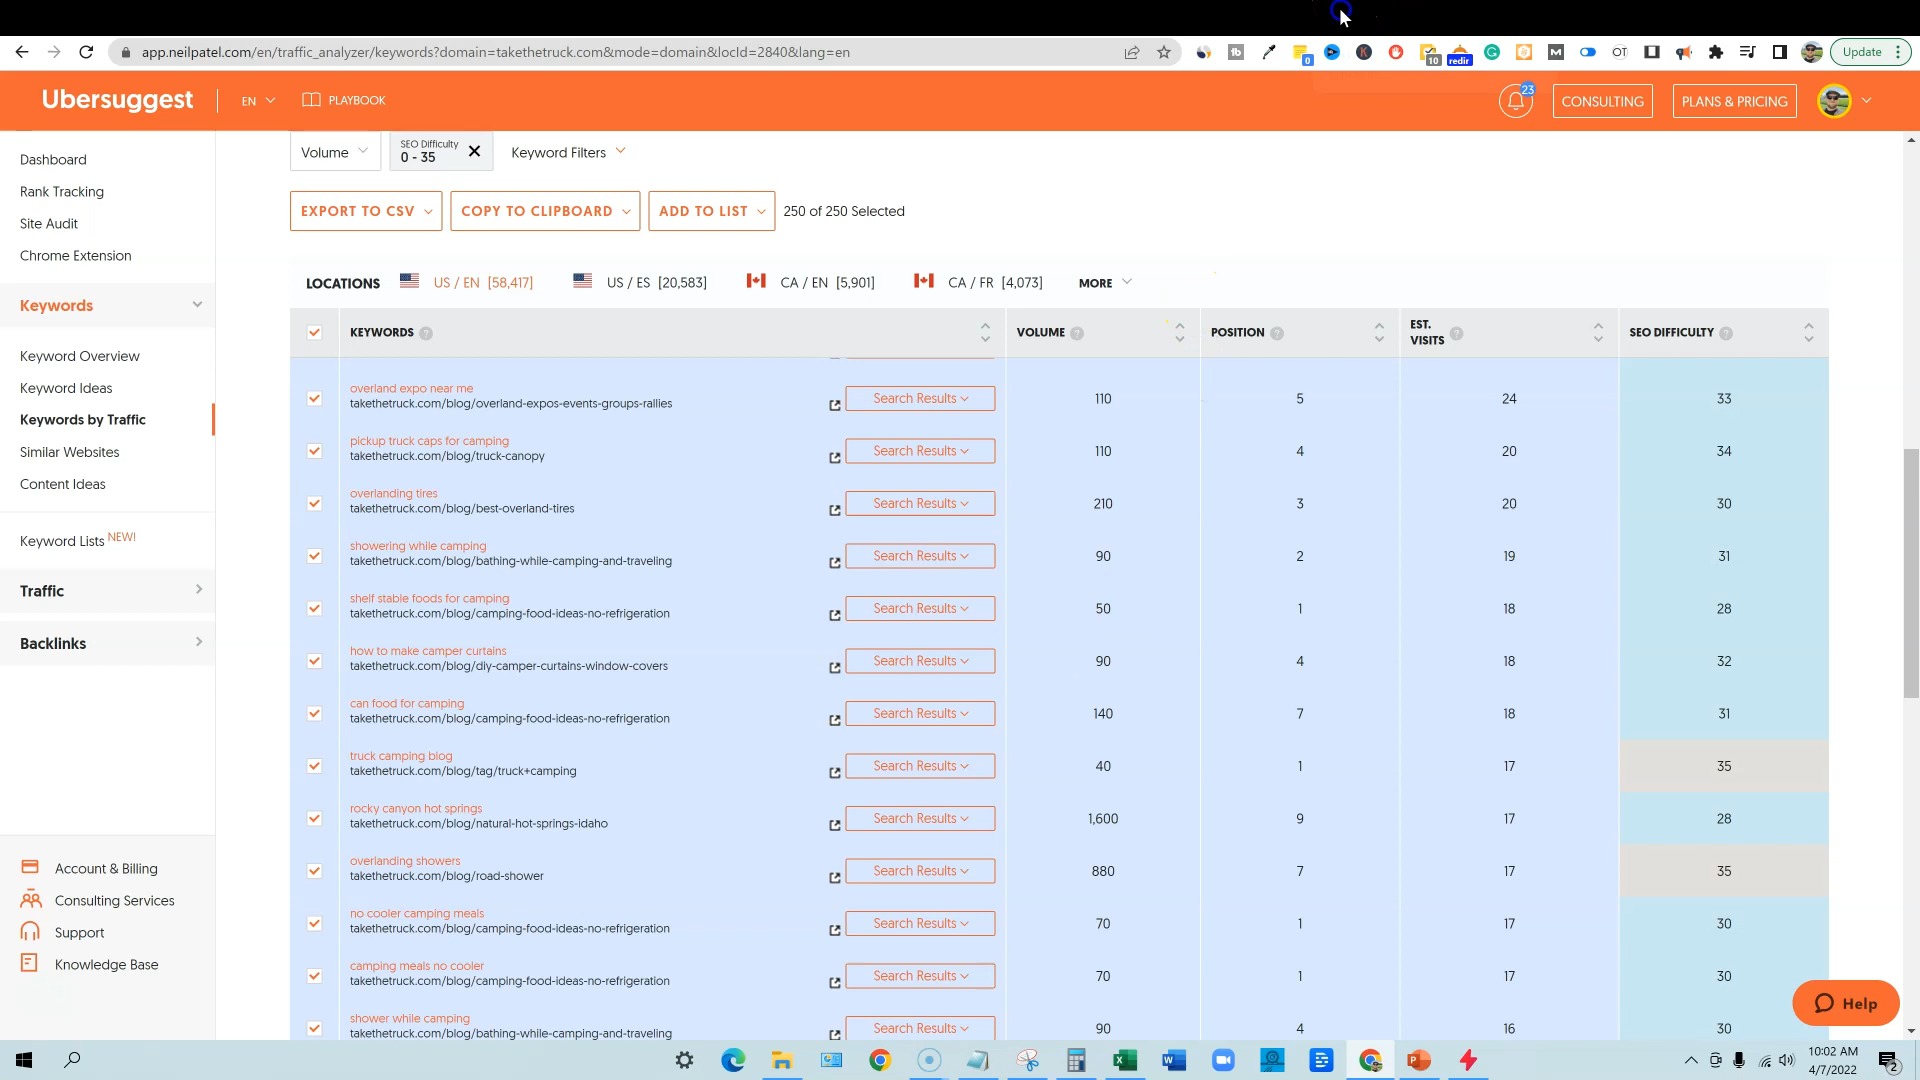 app.neilpatel.com/en/traffic_analyzer/keywords?domain=takethetruck.com&mode=domain&locId=2840&lang=en
0
10
redir
Update
Ubersuggest
EN
PLAYBOOK
23
CONSULTING
PLANS & PRICING
Dashboard
Rank Tracking
Site Audit
Chrome Extension
Keywords
Keyword Overview
Keyword Ideas
Keywords by Traffic
Similar Websites
Content Ideas
Keyword Lists NEW!
Traffic
Backlinks
Account & Billing
Consulting Services
Support
Knowledge Base
Volume
SEO Difficulty
0 - 35
Keyword Filters
EXPORT TO CSV
COPY TO CLIPBOARD
ADD TO LIST
250 of 250 Selected
LOCATIONS US / EN [58,417] US / ES [20,583] CA / EN [5,901] CA / FR [4,073] MORE
KEYWORDS ? VOLUME ? POSITION ? EST. VISITS ? SEO DIFFICULTY ?
overland expo near me
takethetruck.com/blog/overland-expos-events-groups-rallies Search Results 110 5 24 33
pickup truck caps for camping
takethetruck.com/blog/truck-canopy Search Results 110 4 20 34
overlanding tires
takethetruck.com/blog/best-overland-tires Search Results 210 3 20 30
showering while camping
takethetruck.com/blog/bathing-while-camping-and-traveling Search Results 90 2 19 31
shelf stable foods for camping
takethetruck.com/blog/camping-food-ideas-no-refrigeration Search Results 50 1 18 28
how to make camper curtains
takethetruck.com/blog/diy-camper-curtains-window-covers Search Results 90 4 18 32
can food for camping
takethetruck.com/blog/camping-food-ideas-no-refrigeration Search Results 140 7 18 31
truck camping blog
takethetruck.com/blog/tag/truck+camping Search Results 40 1 17 35
rocky canyon hot springs
takethetruck.com/blog/natural-hot-springs-idaho Search Results 1,600 9 17 28
overlanding showers
takethetruck.com/blog/road-shower Search Results 880 7 17 35
no cooler camping meals
takethetruck.com/blog/camping-food-ideas-no-refrigeration Search Results 70 1 17 30
camping meals no cooler
takethetruck.com/blog/camping-food-ideas-no-refrigeration Search Results 70 1 17 30
shower while camping
takethetruck.com/blog/bathing-while-camping-and-traveling Search Results 90 4 16 30
Help
10:02 AM
4/7/2022
2